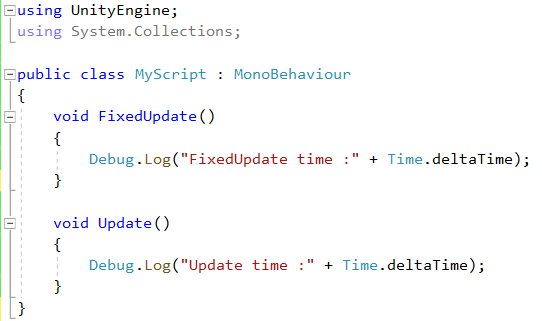 using UnityEngine;
using System.Collections;
public class MyScript : MonoBehaviour
{
void FixedUpdate()
{
Debug.Log("FixedUpdate time :" + Time.deltaTime);
}
void Update()
{
Debug.Log("Update time :" + Time.deltaTime);
}
}